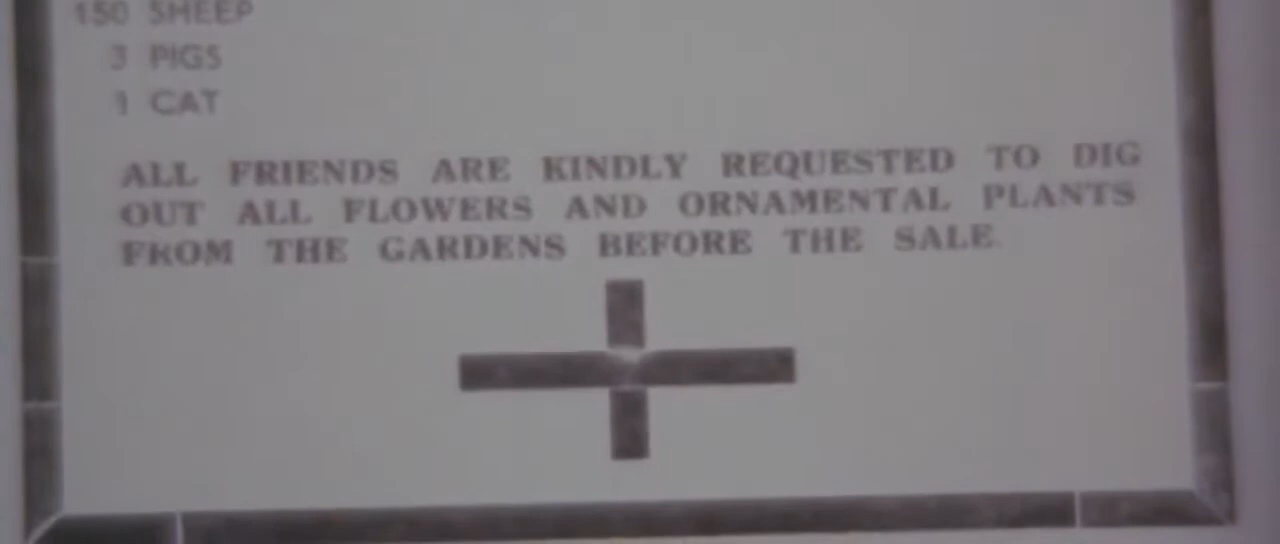 150 SHEEP
3 PIGS
1 CAT
ALL FRIENDS ARE KINDLY REQUESTED TO DIG
OUT ALL FLOWERS AND ORNAMENTAL PLANTS
FROM THE GARDENS BEFORE THE SALE.